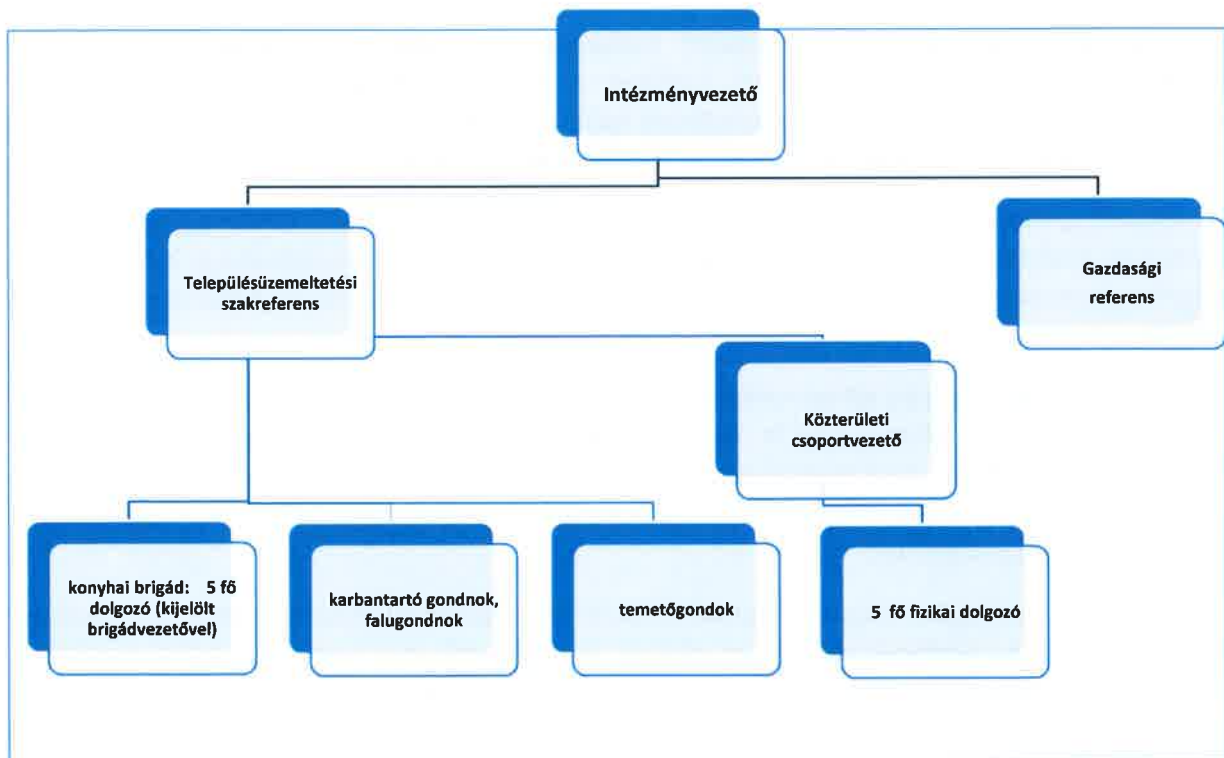 Intézményvezető
Településüzemeltetési
szakreferens
Gazdasági
referens
Közterületi
csoportvezető
konyhai brigád: 5 fő
dolgozó (kijelölt
brigádvezetővel)
karbantartó gondnok,
falugondnok
temetőgondok
5 fő fizikai dolgozó